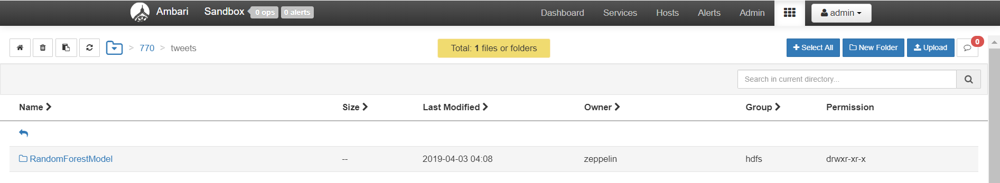 Ambari Sandbox 0 ops 0 alerts Dashboard Services Hosts Alerts Admin admin
> 770 > tweets Total: 1 files or folders Select All New Folder Upload 0
Search in current directory...
Name Size Last Modified Owner Group Permission
RandomForestModel -- 2019-04-03 04:08 zeppelin hdfs drwxr-xr-x